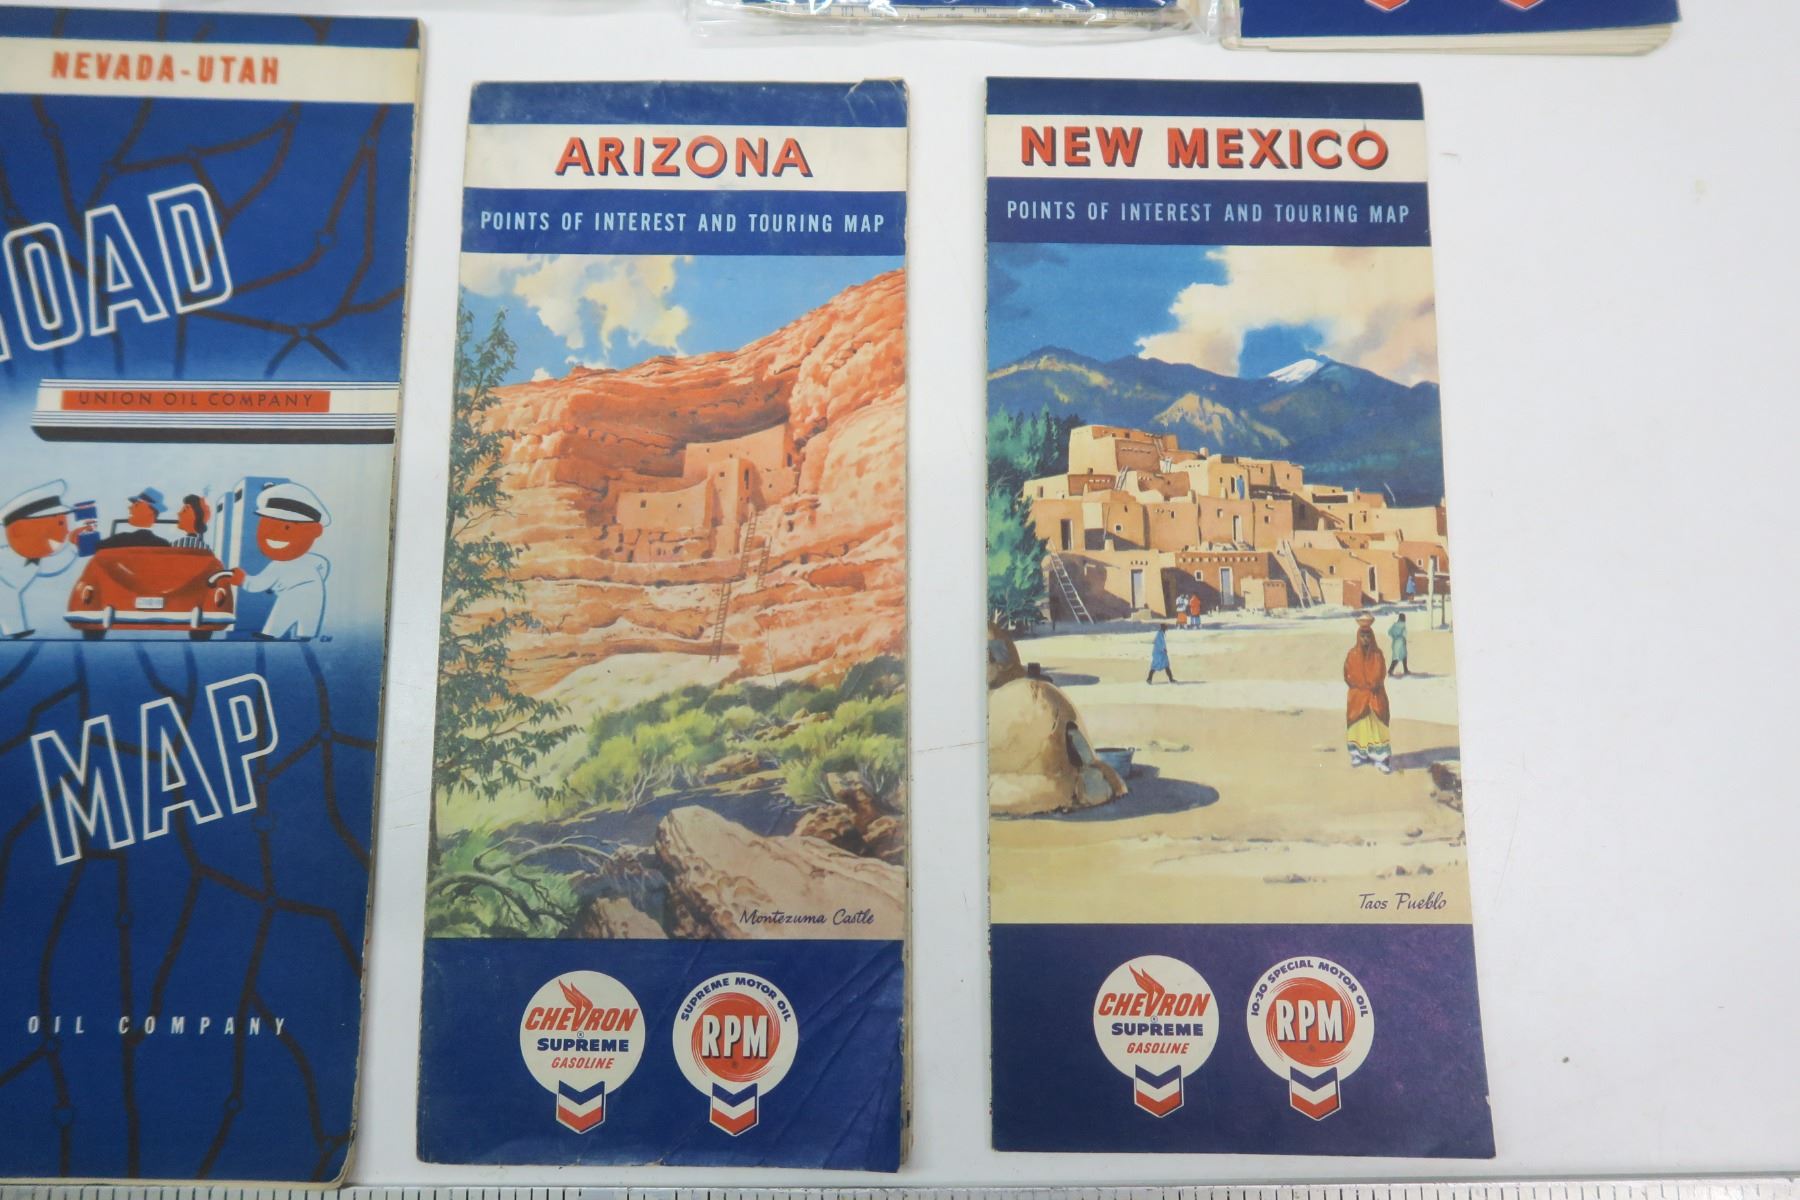 NEVADA-UTAH
OAD
UNION OIL COMPANY
MAP
OIL COMPANY
ARIZONA
POINTS OF INTEREST AND TOURING MAP
Montezuma Castle
CHEVRON
SUPREME
GASOLINE
SUPREME MOTOR OIL
RPM
NEW MEXICO
POINTS OF INTEREST AND TOURING MAP
Taos Pueblo
CHEVRON
SUPREME
GASOLINE
10-30 SPECIAL MOTOR OIL
RPM